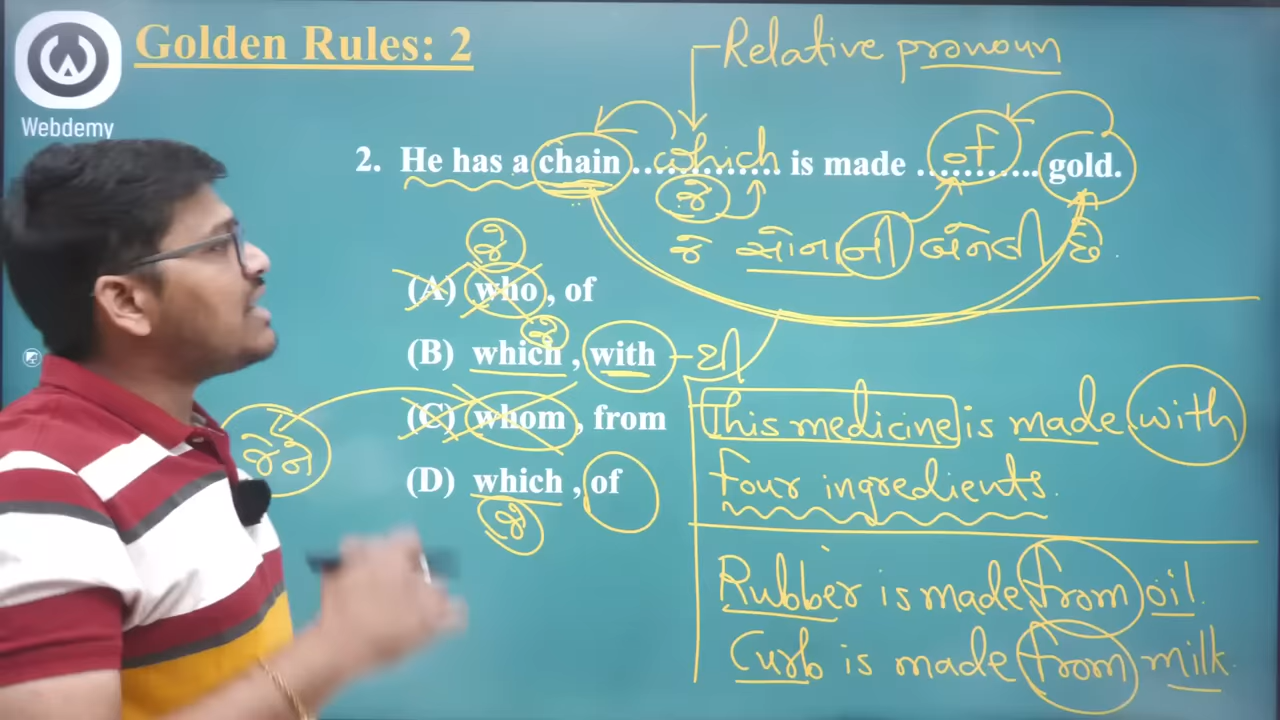 Golden Rules: 2
Webdemy
Relative pronoun
2. He has a chain ............. which is made ........... of gold.
જે
જે સોનાની બનેલી છે.
જે
(A) who , of
જે
(B) which , with – થી
(C) whom , from
જેને
(D) which , of
જે
This medicine is made with
four ingredients.
Rubber is made from oil.
Curb is made from milk.